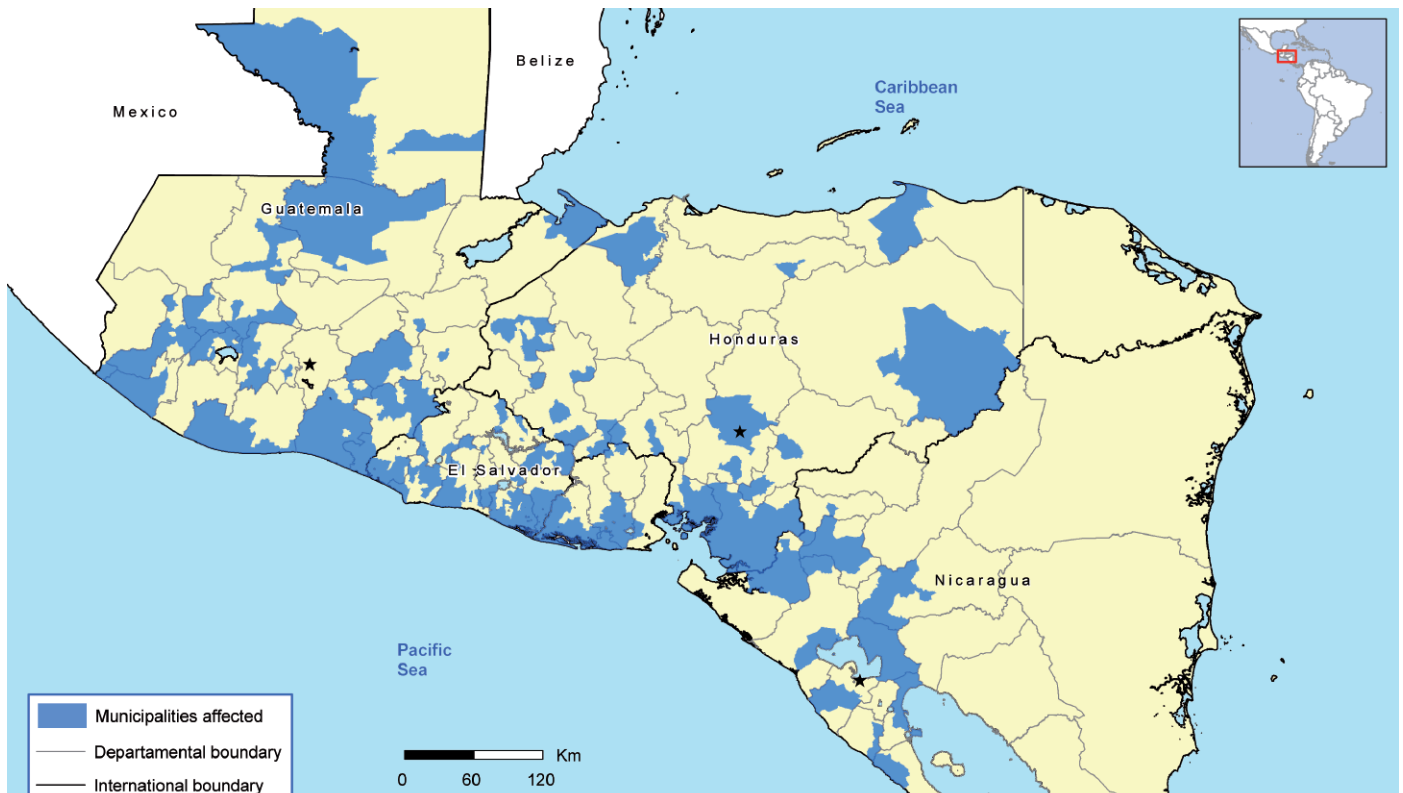 Belize
Caribbean
Sea
Mexico
Guatemala
Honduras
El Salvador
Nicaragua
Pacific
Sea
Municipalities affected
Departamental boundary
International boundary
Km
0 60 120